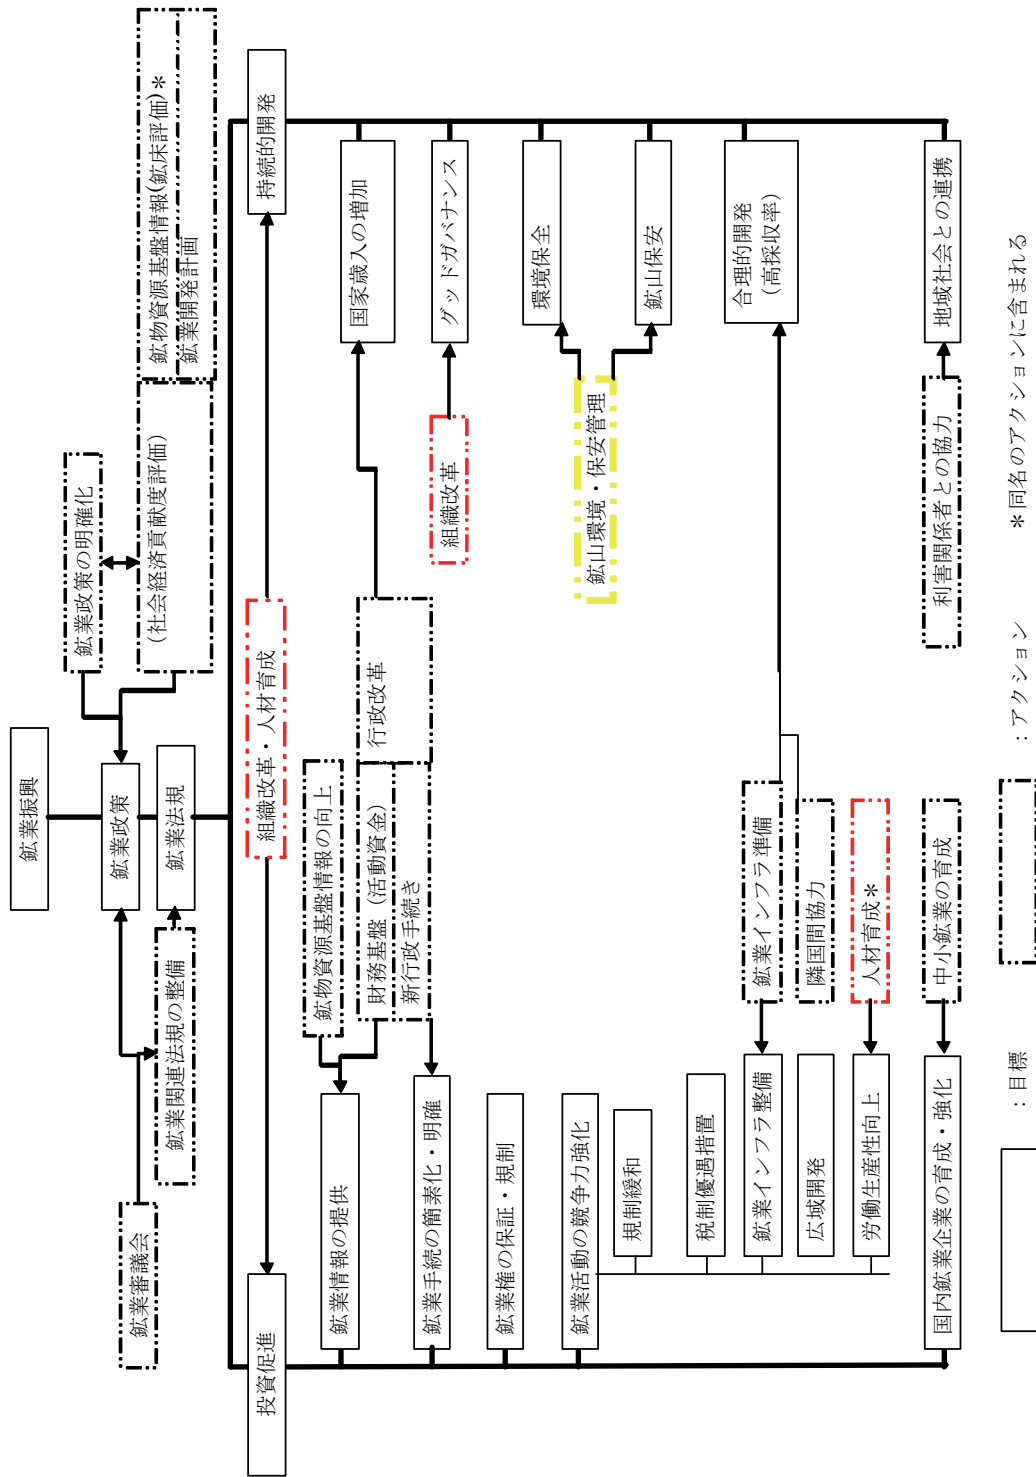 鉱業振興
鉱業政策
鉱業法規
鉱業審議会
鉱業関連法規の整備
鉱業政策の明確化
(社会経済貢献度評価)
鉱物資源基盤情報(鉱床評価)*
鉱業開発計画
投資促進
組織改革・人材育成
持続的開発
鉱業情報の提供
鉱物資源基盤情報の向上
財務基盤（活動資金）
新行政手続き
行政改革
国家歳入の増加
鉱業手続の簡素化・明確
組織改革
グッドガバナンス
鉱業権の保証・規制
環境保全
鉱業活動の競争力強化
鉱山環境・保安管理
鉱山保安
規制緩和
税制優遇措置
鉱業インフラ整備
鉱業インフラ準備
合理的開発
(高採収率)
広域開発
隣国間協力
労働生産性向上
人材育成*
国内鉱業企業の育成・強化
中小鉱業の育成
利害関係者との協力
地域社会との連携
：目標
：アクション
*同名のアクションに含まれる